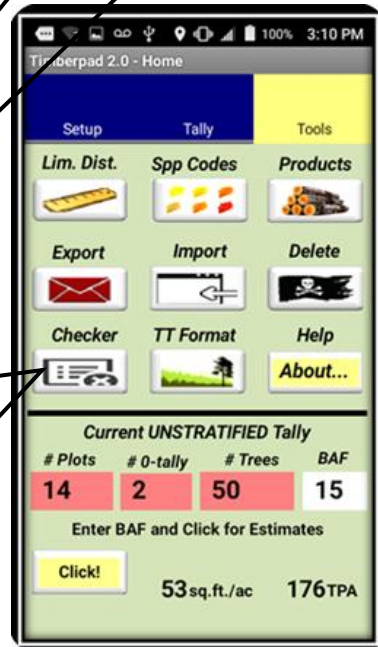 100% 3:10 PM
Timberpad 2.0 - Home
Setup Tally Tools
Lim. Dist. Spp Codes Products
Export Import Delete
Checker TT Format Help
About...
Current UNSTRATIFIED Tally
# Plots # 0-tally # Trees BAF
14 2 50 15
Enter BAF and Click for Estimates
Click! 53 sq.ft./ac 176 TPA